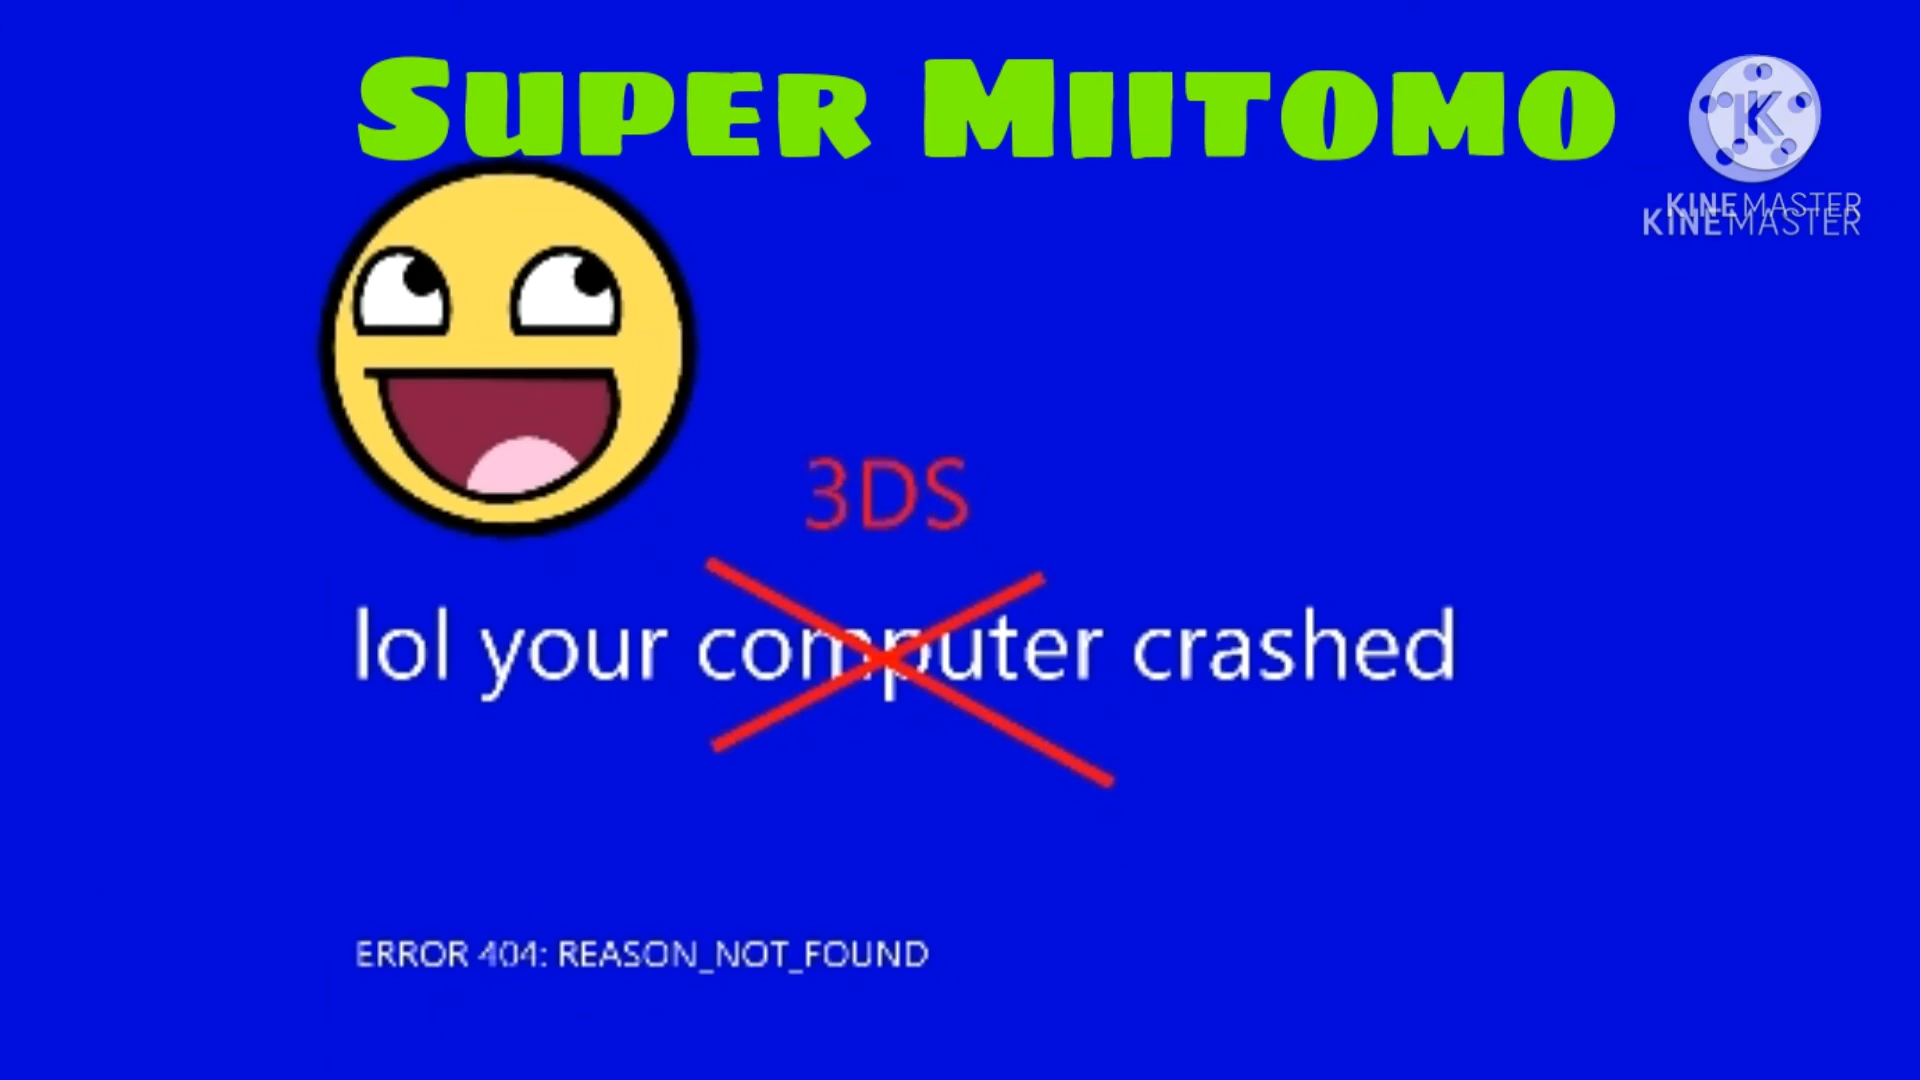 Super Miitomo
K
KINEMASTER
KINEMASTER
3DS
lol your computer crashed
ERROR 404: REASON_NOT_FOUND